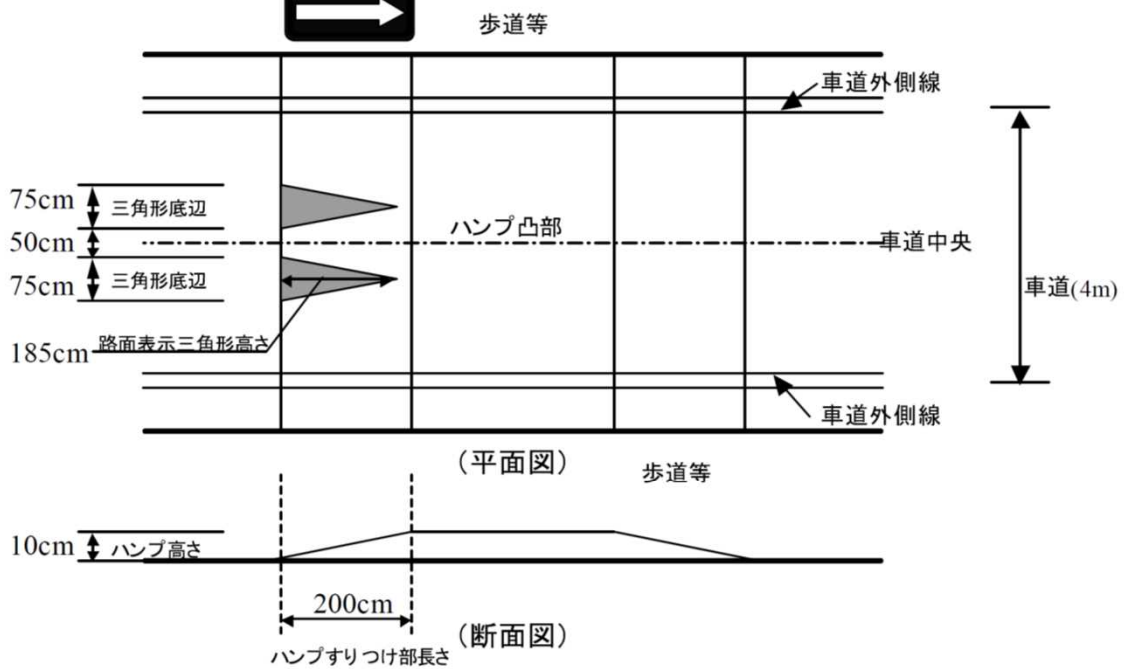 歩道等
車道外側線
75cm
三角形底辺
50cm
ハンプ凸部
車道中央
75cm
三角形底辺
車道(4m)
185cm
路面表示三角形高さ
車道外側線
(平面図)
歩道等
10cm
ハンプ高さ
200cm
(断面図)
ハンプすりつけ部長さ